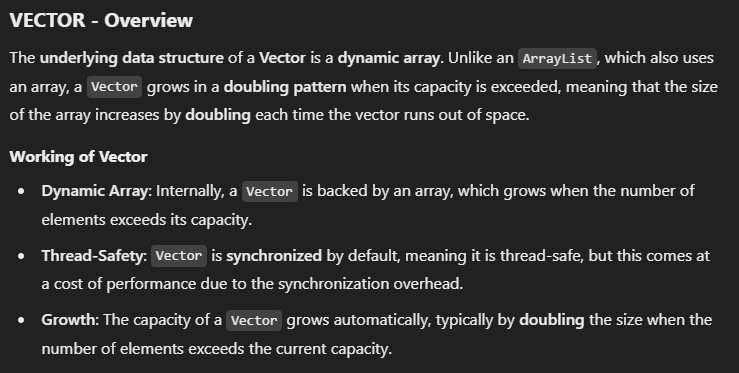 VECTOR - Overview
The underlying data structure of a Vector is a dynamic array. Unlike an ArrayList, which also uses
an array, a Vector grows in a doubling pattern when its capacity is exceeded, meaning that the size
of the array increases by doubling each time the vector runs out of space.
Working of Vector
• Dynamic Array: Internally, a Vector is backed by an array, which grows when the number of
elements exceeds its capacity.
• Thread-Safety: Vector is synchronized by default, meaning it is thread-safe, but this comes at
a cost of performance due to the synchronization overhead.
• Growth: The capacity of a Vector grows automatically, typically by doubling the size when the
number of elements exceeds the current capacity.